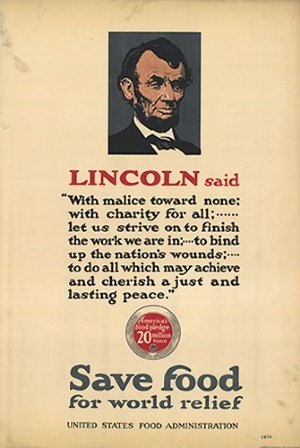 LINCOLN said
"With malice toward none;
with charity for all;······
let us strive on to finish
the work we are in;····to bind
up the nation's wounds;····
to do all which may achieve
and cherish a just and
lasting peace."
America's
food pledge
20 million
tons
Save food
for world relief
UNITED STATES FOOD ADMINISTRATION